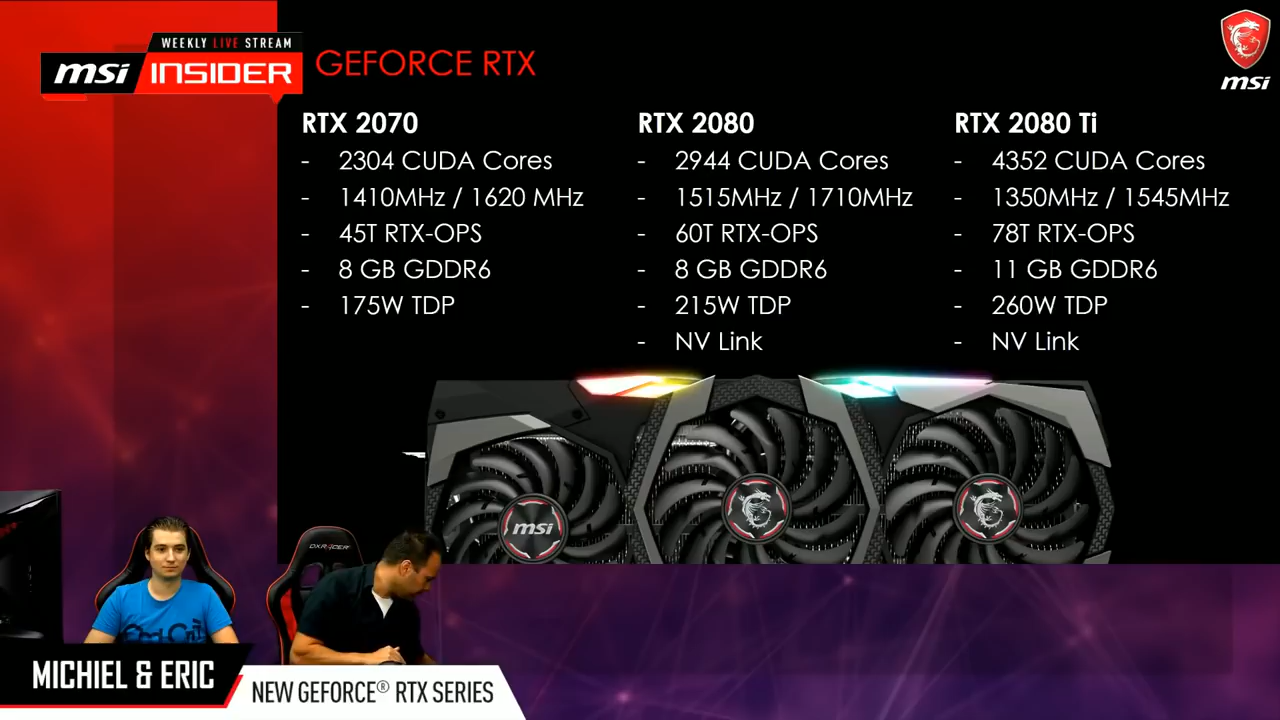 WEEKLY LIVE STREAM
msi INSIDER
GEFORCE RTX
msi
RTX 2070
- 2304 CUDA Cores
- 1410MHz / 1620 MHz
- 45T RTX-OPS
- 8 GB GDDR6
- 175W TDP
RTX 2080
- 2944 CUDA Cores
- 1515MHz / 1710MHz
- 60T RTX-OPS
- 8 GB GDDR6
- 215W TDP
- NV Link
RTX 2080 Ti
- 4352 CUDA Cores
- 1350MHz / 1545MHz
- 78T RTX-OPS
- 11 GB GDDR6
- 260W TDP
- NV Link
msi
DXRACER
MICHIEL & ERIC
NEW GEFORCE® RTX SERIES